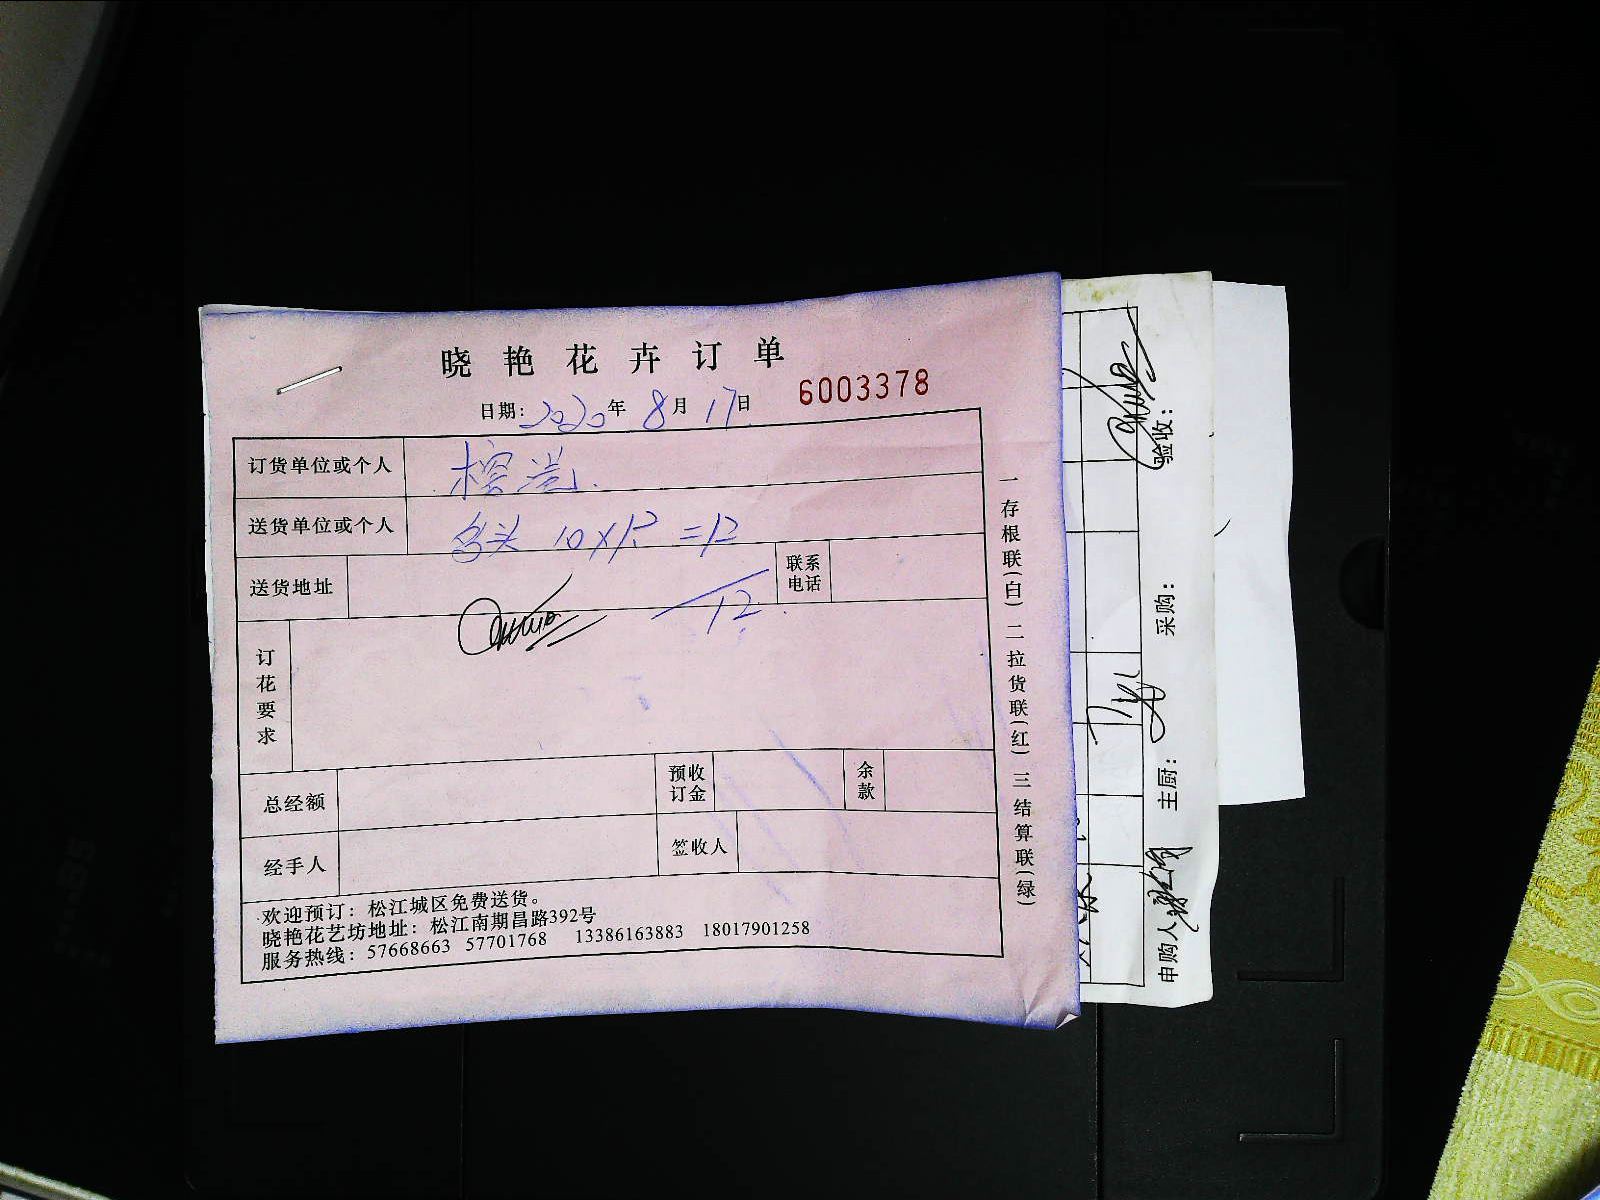 晓艳花卉订单
日期: 2020年 8月 17日 6003378
订货单位或个人
送货单位或个人 10×1.2=12
送货地址 联系电话
12
订花要求
总经额 预收订金 余款
经手人 签收人
欢迎预订：松江城区免费送货。
晓艳花艺坊地址：松江南期昌路392号
服务热线：57668663 57701768 13386163883 18017901258
一存根联(白) 二拉货联(红) 三结算联(绿)
申购人 主厨: 采购: 验收: